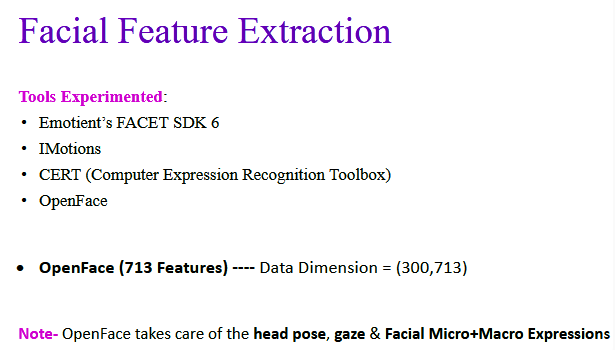 Facial Feature Extraction
Tools Experimented:
• Emotient’s FACET SDK 6
• IMotions
• CERT (Computer Expression Recognition Toolbox)
• OpenFace
• OpenFace (713 Features) ---- Data Dimension = (300,713)
Note- OpenFace takes care of the head pose, gaze & Facial Micro+Macro Expressions